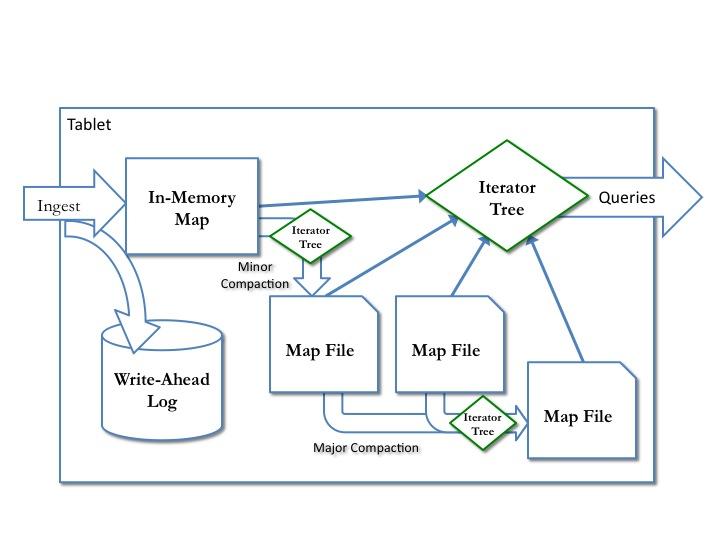 Tablet
Ingest
In-Memory
Map
Iterator
Tree
Queries
Iterator
Tree
Minor
Compaction
Map File
Map File
Write-Ahead
Log
Map File
Iterator
Tree
Major Compaction